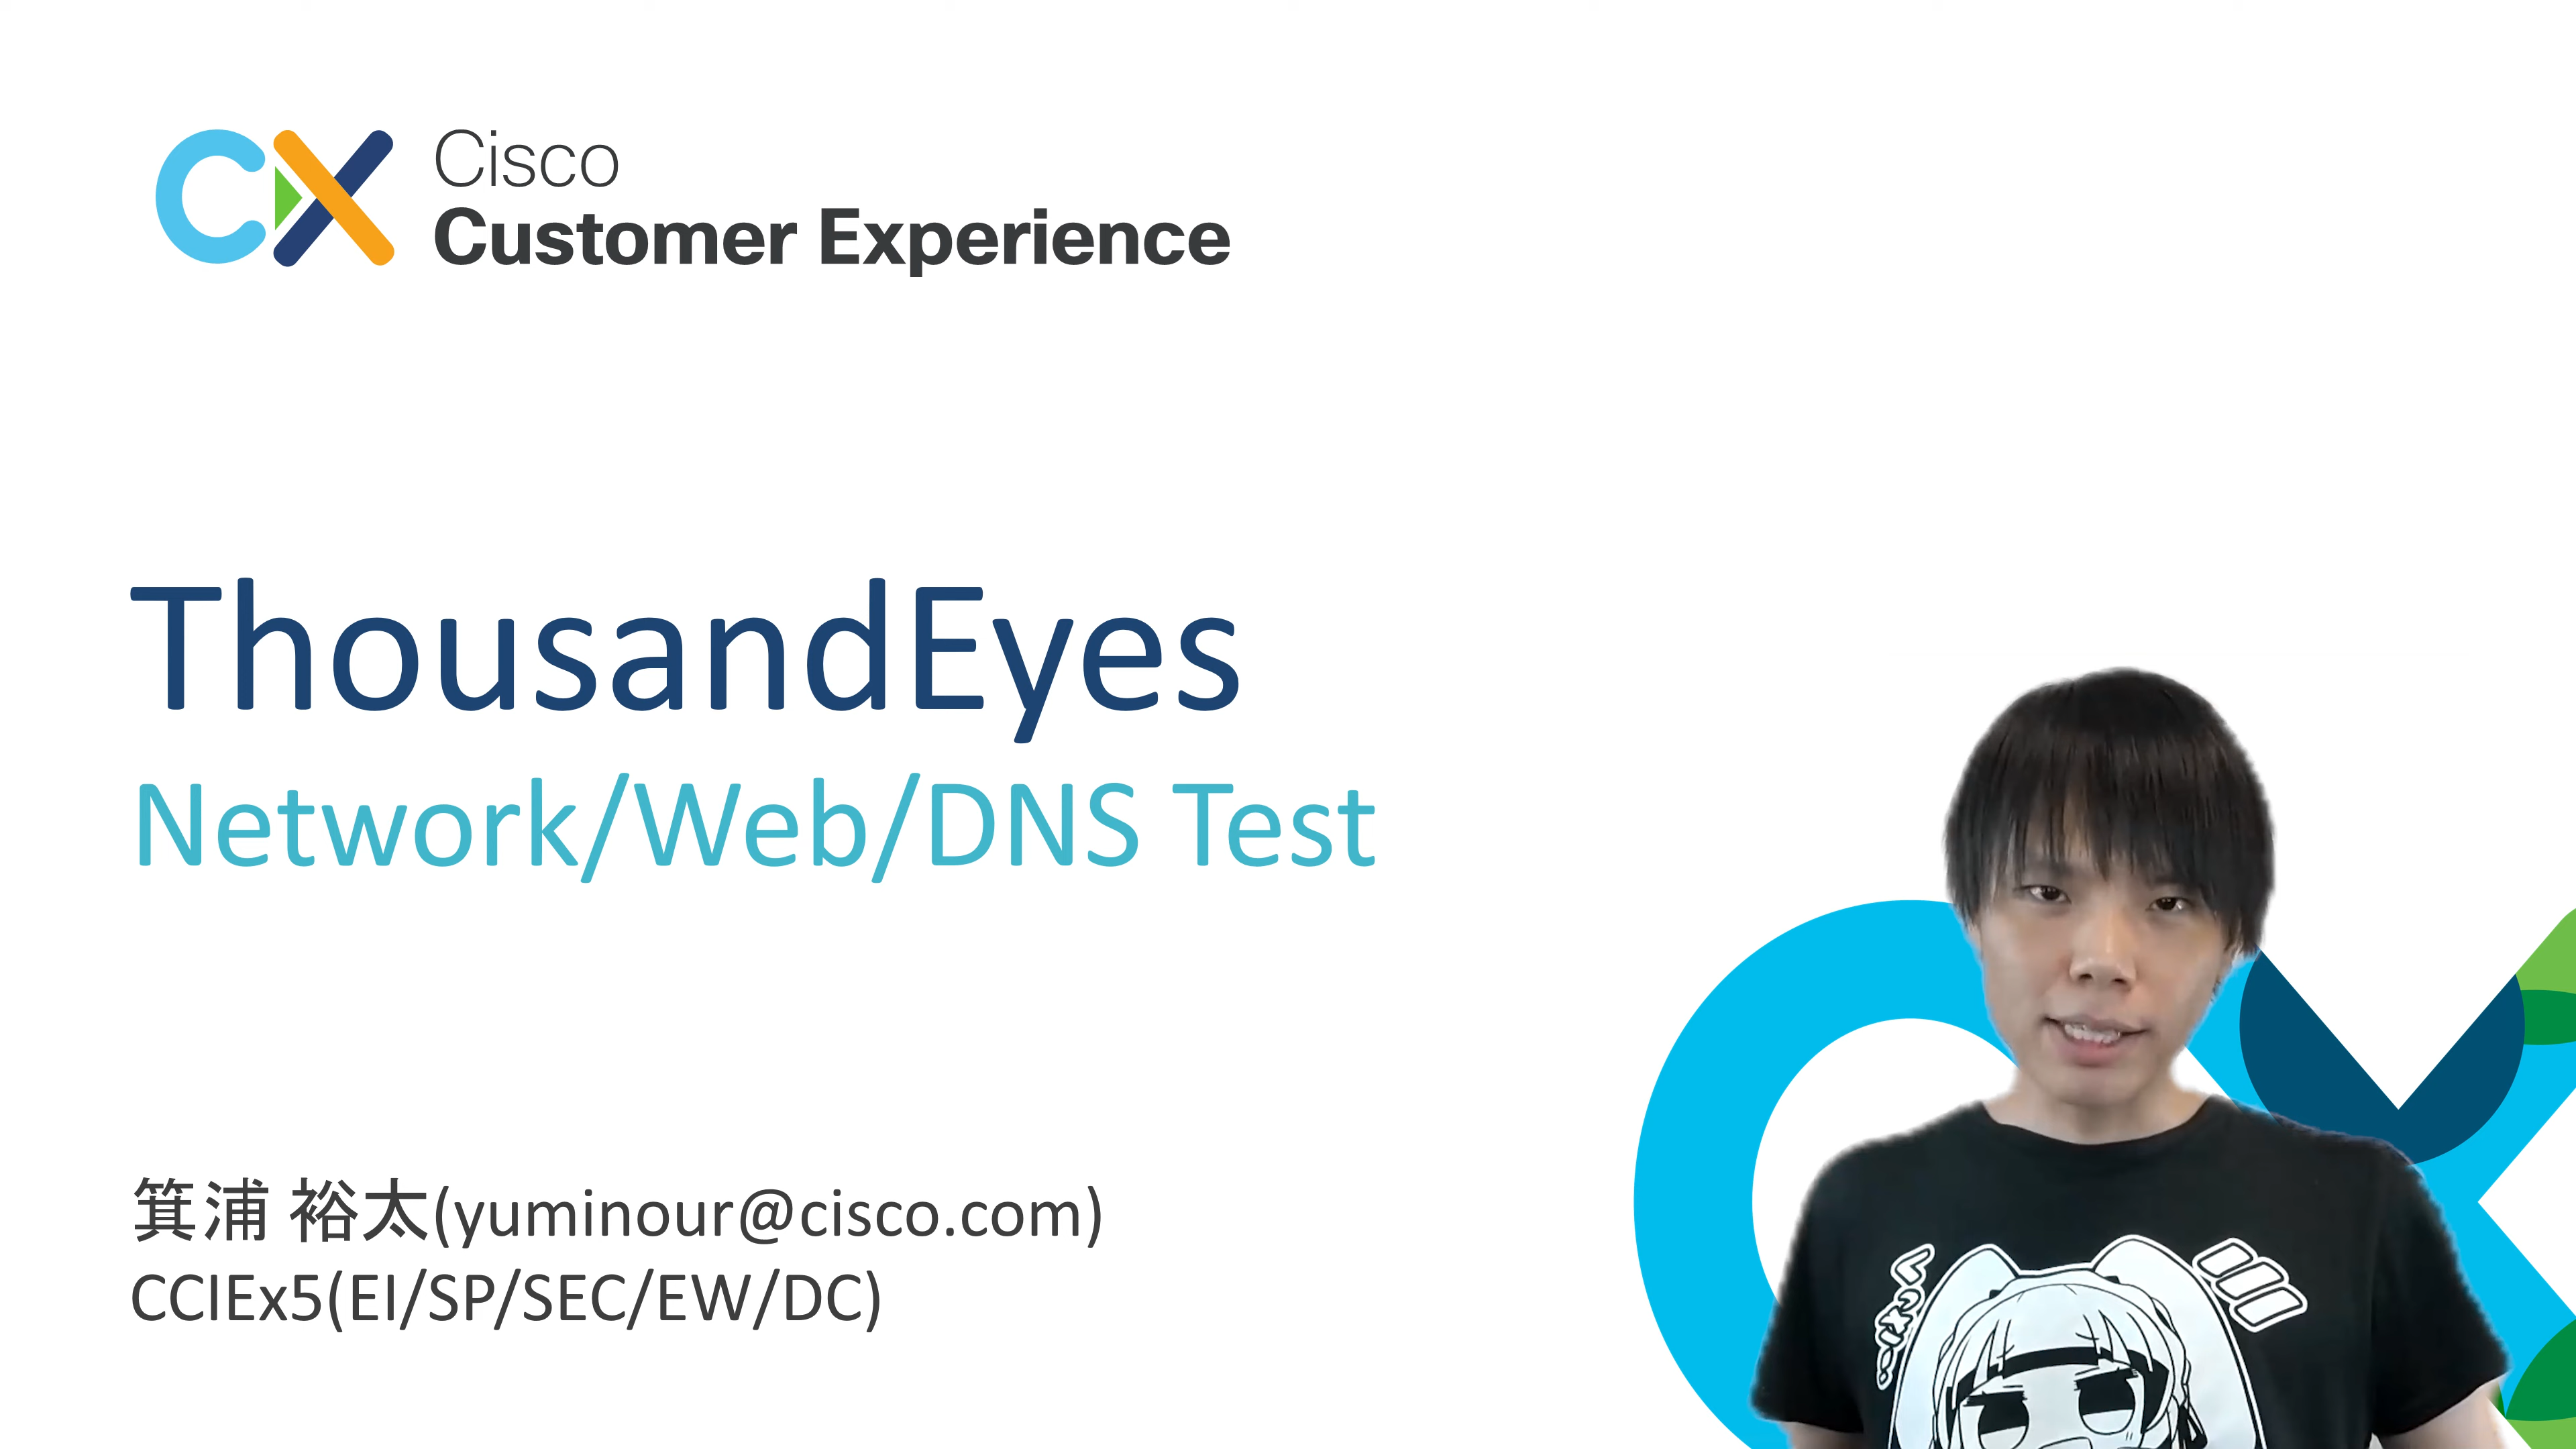 CX Cisco
Customer Experience
ThousandEyes
Network/Web/DNS Test
箕浦 裕太(yuminour@cisco.com)
CCIEx5(EI/SP/SEC/EW/DC)